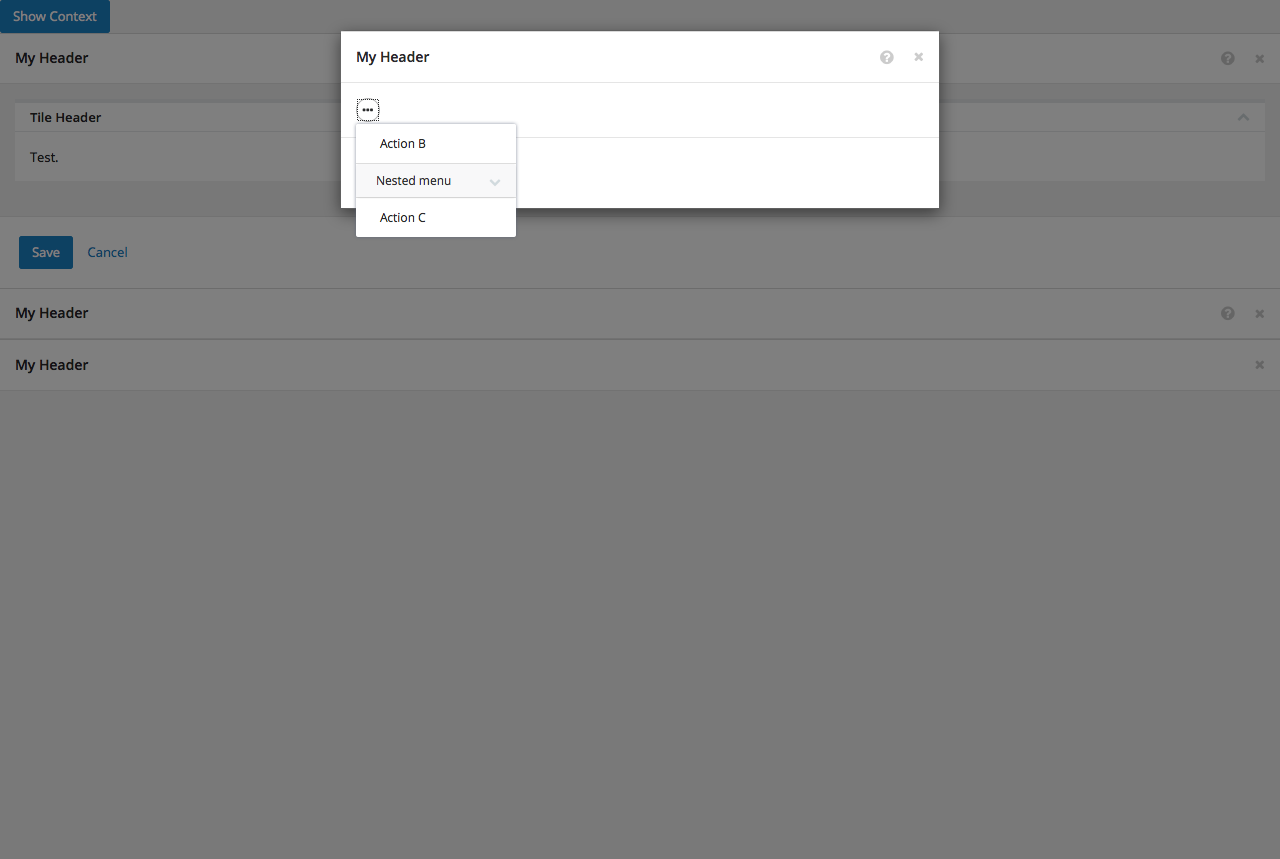 Show Context
My Header
My Header
Tile Header
Test.
Action B
Nested menu
Action C
Save
Cancel
My Header
My Header